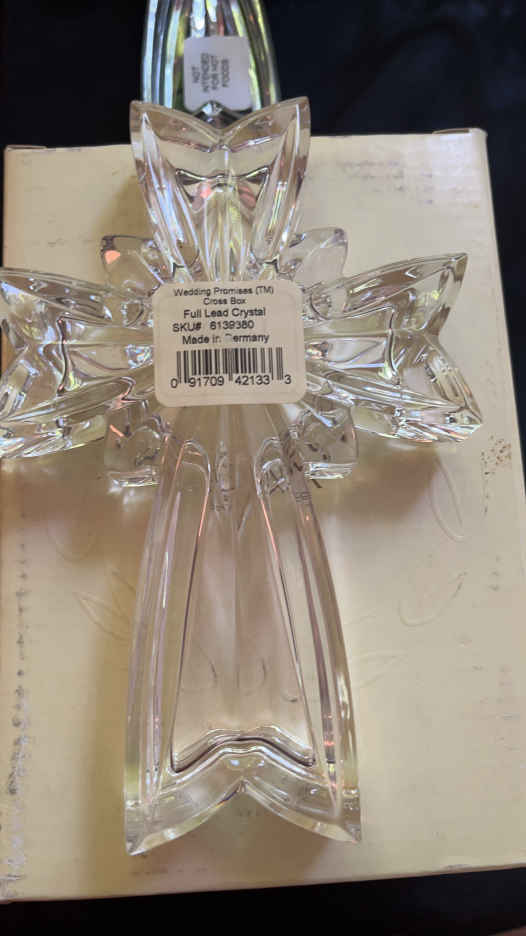 NOT
INTENDED
FOR HOT
FOODS
Wedding Promises (TM)
Cross Box
Full Lead Crystal
SKU# 6139380
Made in Germany
0 91709 42133 3